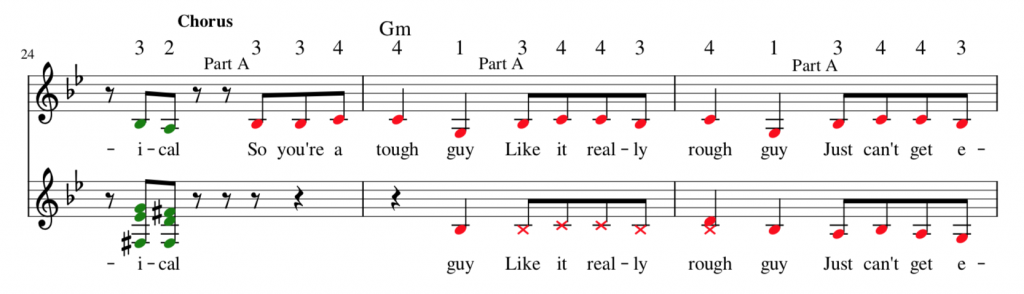 Chorus
Gm
3 2 3 3 4 4 1 3 4 4 3 4 1 3 4 4 3
24
Part A Part A Part A
- i - cal So you're a tough guy Like it real - ly rough guy Just can't get e -
- i - cal guy Like it real - ly rough guy Just can't get e -